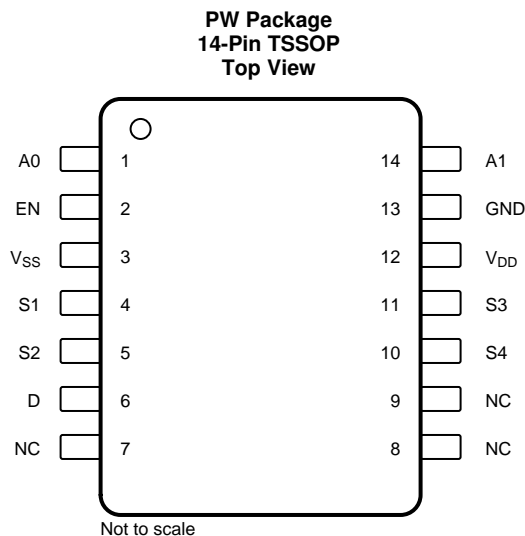 PW Package
14-Pin TSSOP
Top View
A0 1 14 A1
EN 2 13 GND
VSS 3 12 VDD
S1 4 11 S3
S2 5 10 S4
D 6 9 NC
NC 7 8 NC
Not to scale